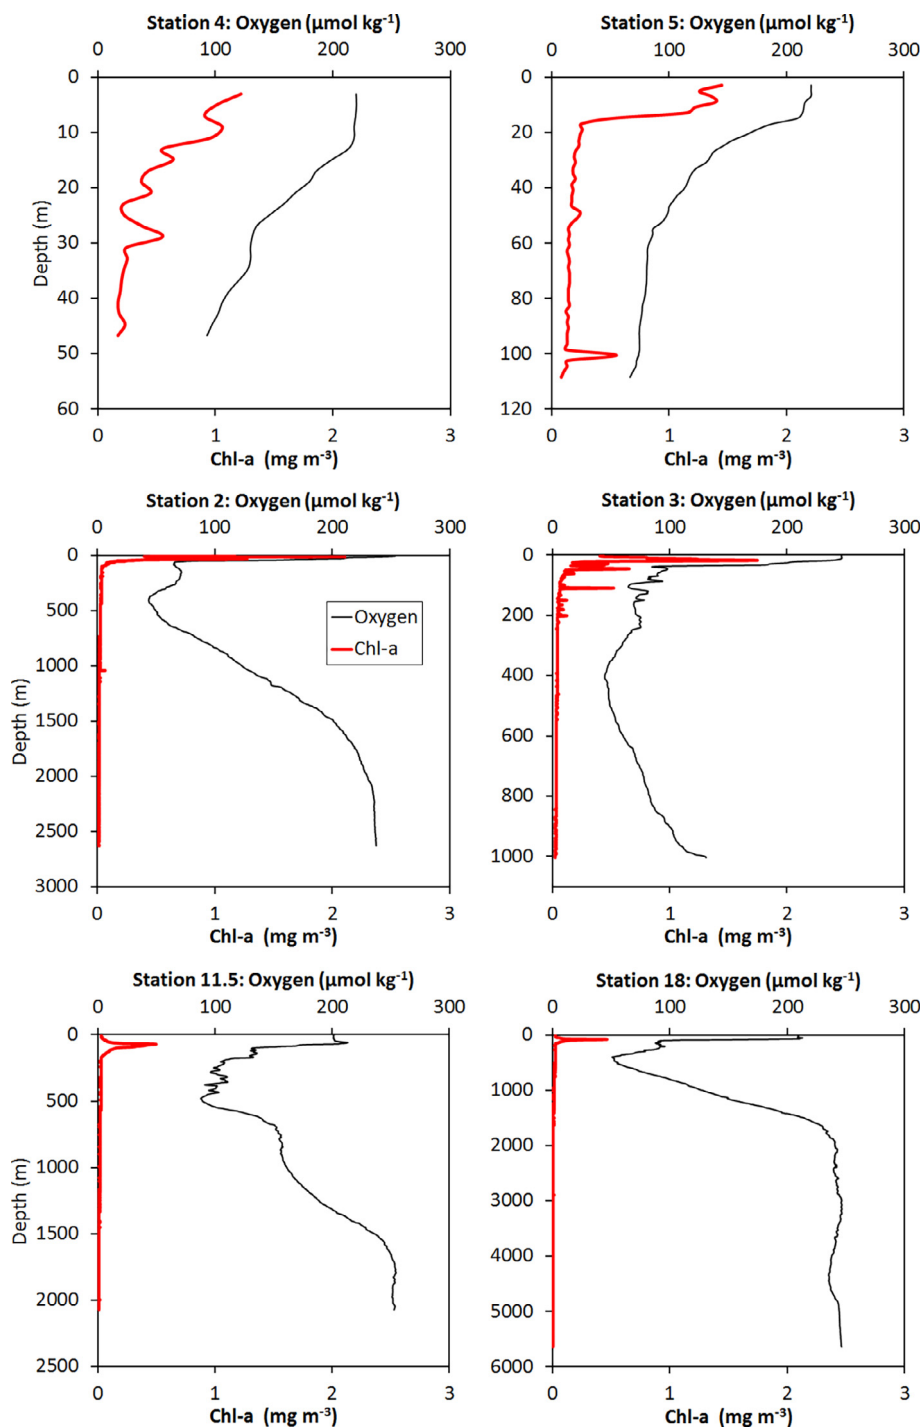 Station 4: Oxygen (µmol kg⁻¹)
0 100 200 300
0
10
20
30
40
50
60
Depth (m)
0 1 2 3
Chl-a (mg m⁻³)
Station 5: Oxygen (µmol kg⁻¹)
0 100 200 300
0
20
40
60
80
100
120
0 1 2 3
Chl-a (mg m⁻³)
Station 2: Oxygen (µmol kg⁻¹)
0 100 200 300
0
500
1000
1500
2000
2500
3000
Depth (m)
Oxygen
Chl-a
0 1 2 3
Chl-a (mg m⁻³)
Station 3: Oxygen (µmol kg⁻¹)
0 100 200 300
0
200
400
600
800
1000
0 1 2 3
Chl-a (mg m⁻³)
Station 11.5: Oxygen (µmol kg⁻¹)
0 100 200 300
0
500
1000
1500
2000
2500
Depth (m)
0 1 2 3
Chl-a (mg m⁻³)
Station 18: Oxygen (µmol kg⁻¹)
0 100 200 300
0
1000
2000
3000
4000
5000
6000
0 1 2 3
Chl-a (mg m⁻³)